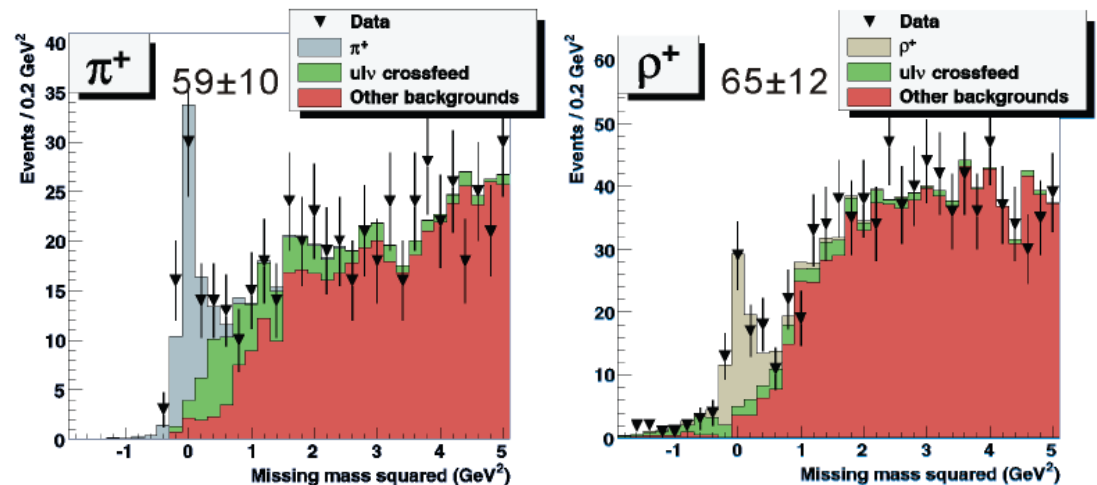 π+
59±10
Data
π+
ulν crossfeed
Other backgrounds
Events / 0.2 GeV²
40
35
30
25
20
15
10
5
0
-1 0 1 2 3 4 5
Missing mass squared (GeV²)
ρ+
65±12
Data
ρ+
ulν crossfeed
Other backgrounds
Events / 0.2 GeV²
60
50
40
30
20
10
0
-1 0 1 2 3 4 5
Missing mass squared (GeV²)